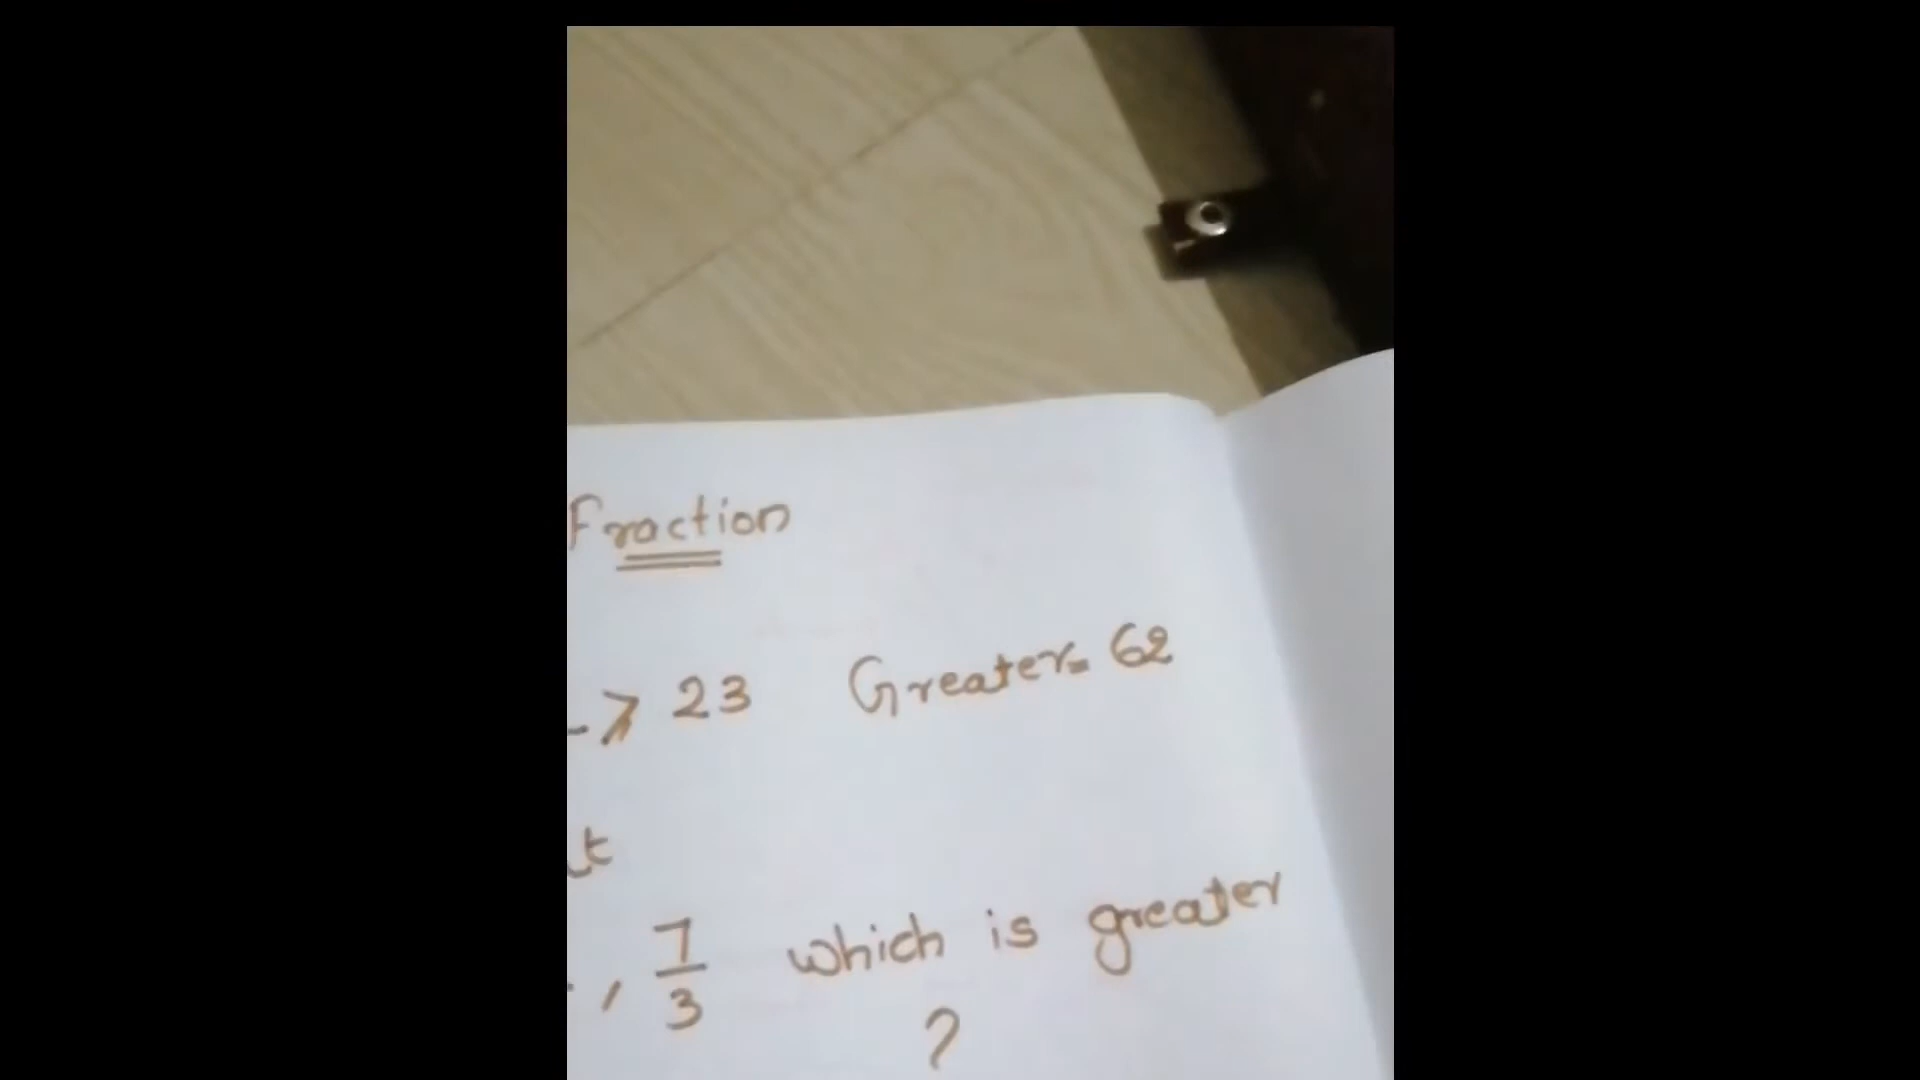 Fraction
-> 23 Greater= 62
t
, 7/3 which is greater
?